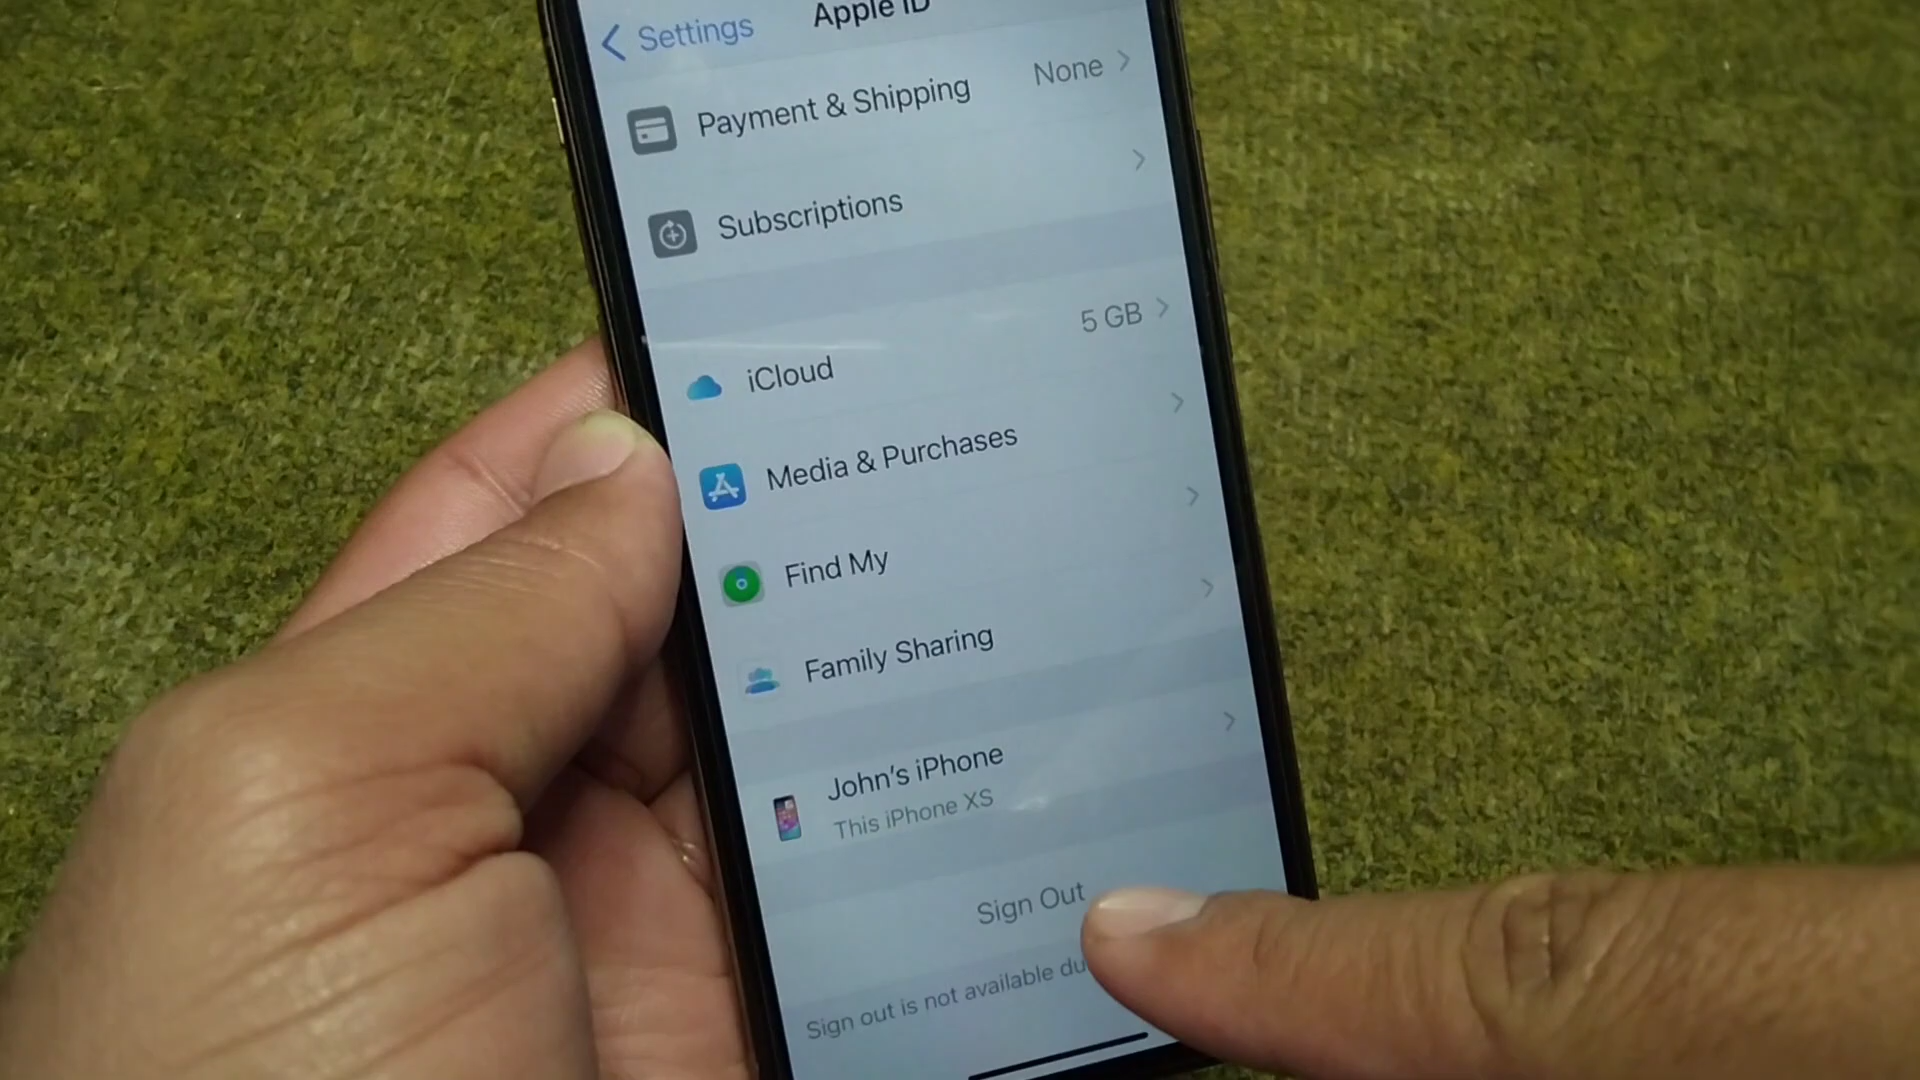 Settings
Apple ID
Payment & Shipping
None
Subscriptions
iCloud
5 GB
Media & Purchases
Find My
Family Sharing
John's iPhone
This iPhone XS
Sign Out
Sign out is not available